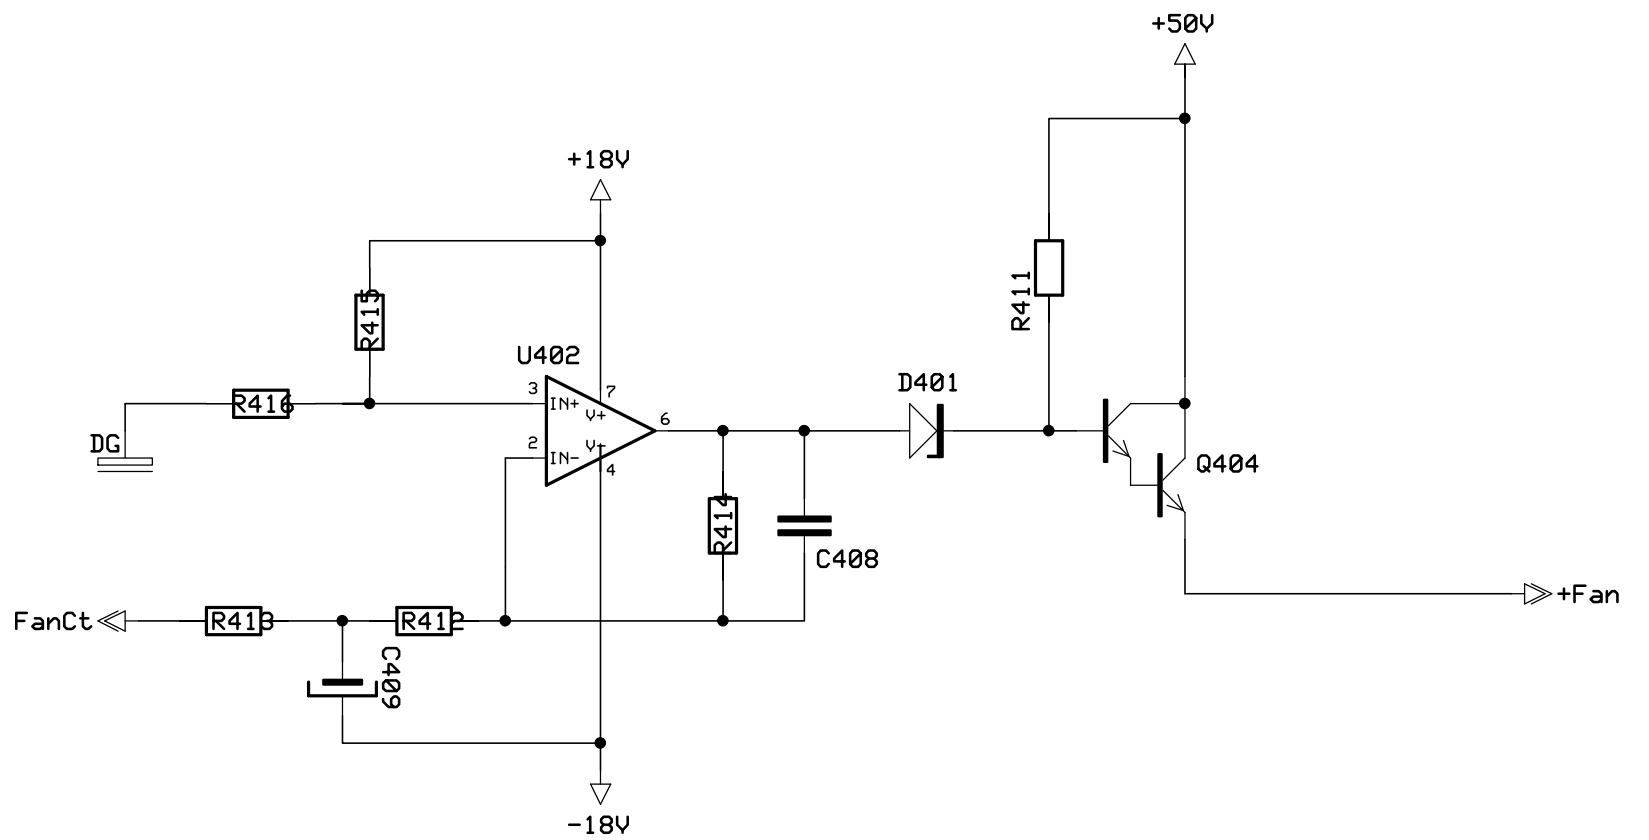 +50V
+18V
R415
R411
U402
3
7
IN+
V+
6
D401
R416
DG
2
V-
IN-
4
Q404
R414
C408
+Fan
FanCt
R413
R412
C409
-18V